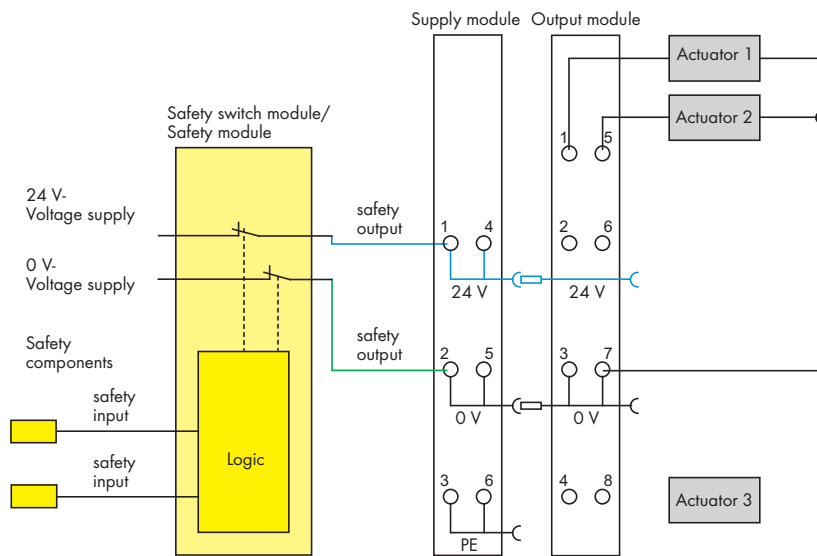 Supply module
Output module
Actuator 1
Actuator 2
Safety switch module/
Safety module
1
5
24 V-
Voltage supply
safety
output
1
4
2
6
0 V-
Voltage supply
24 V
24 V
Safety
components
safety
output
2
5
3
7
safety
input
0 V
0 V
Logic
safety
input
3
6
4
8
Actuator 3
PE